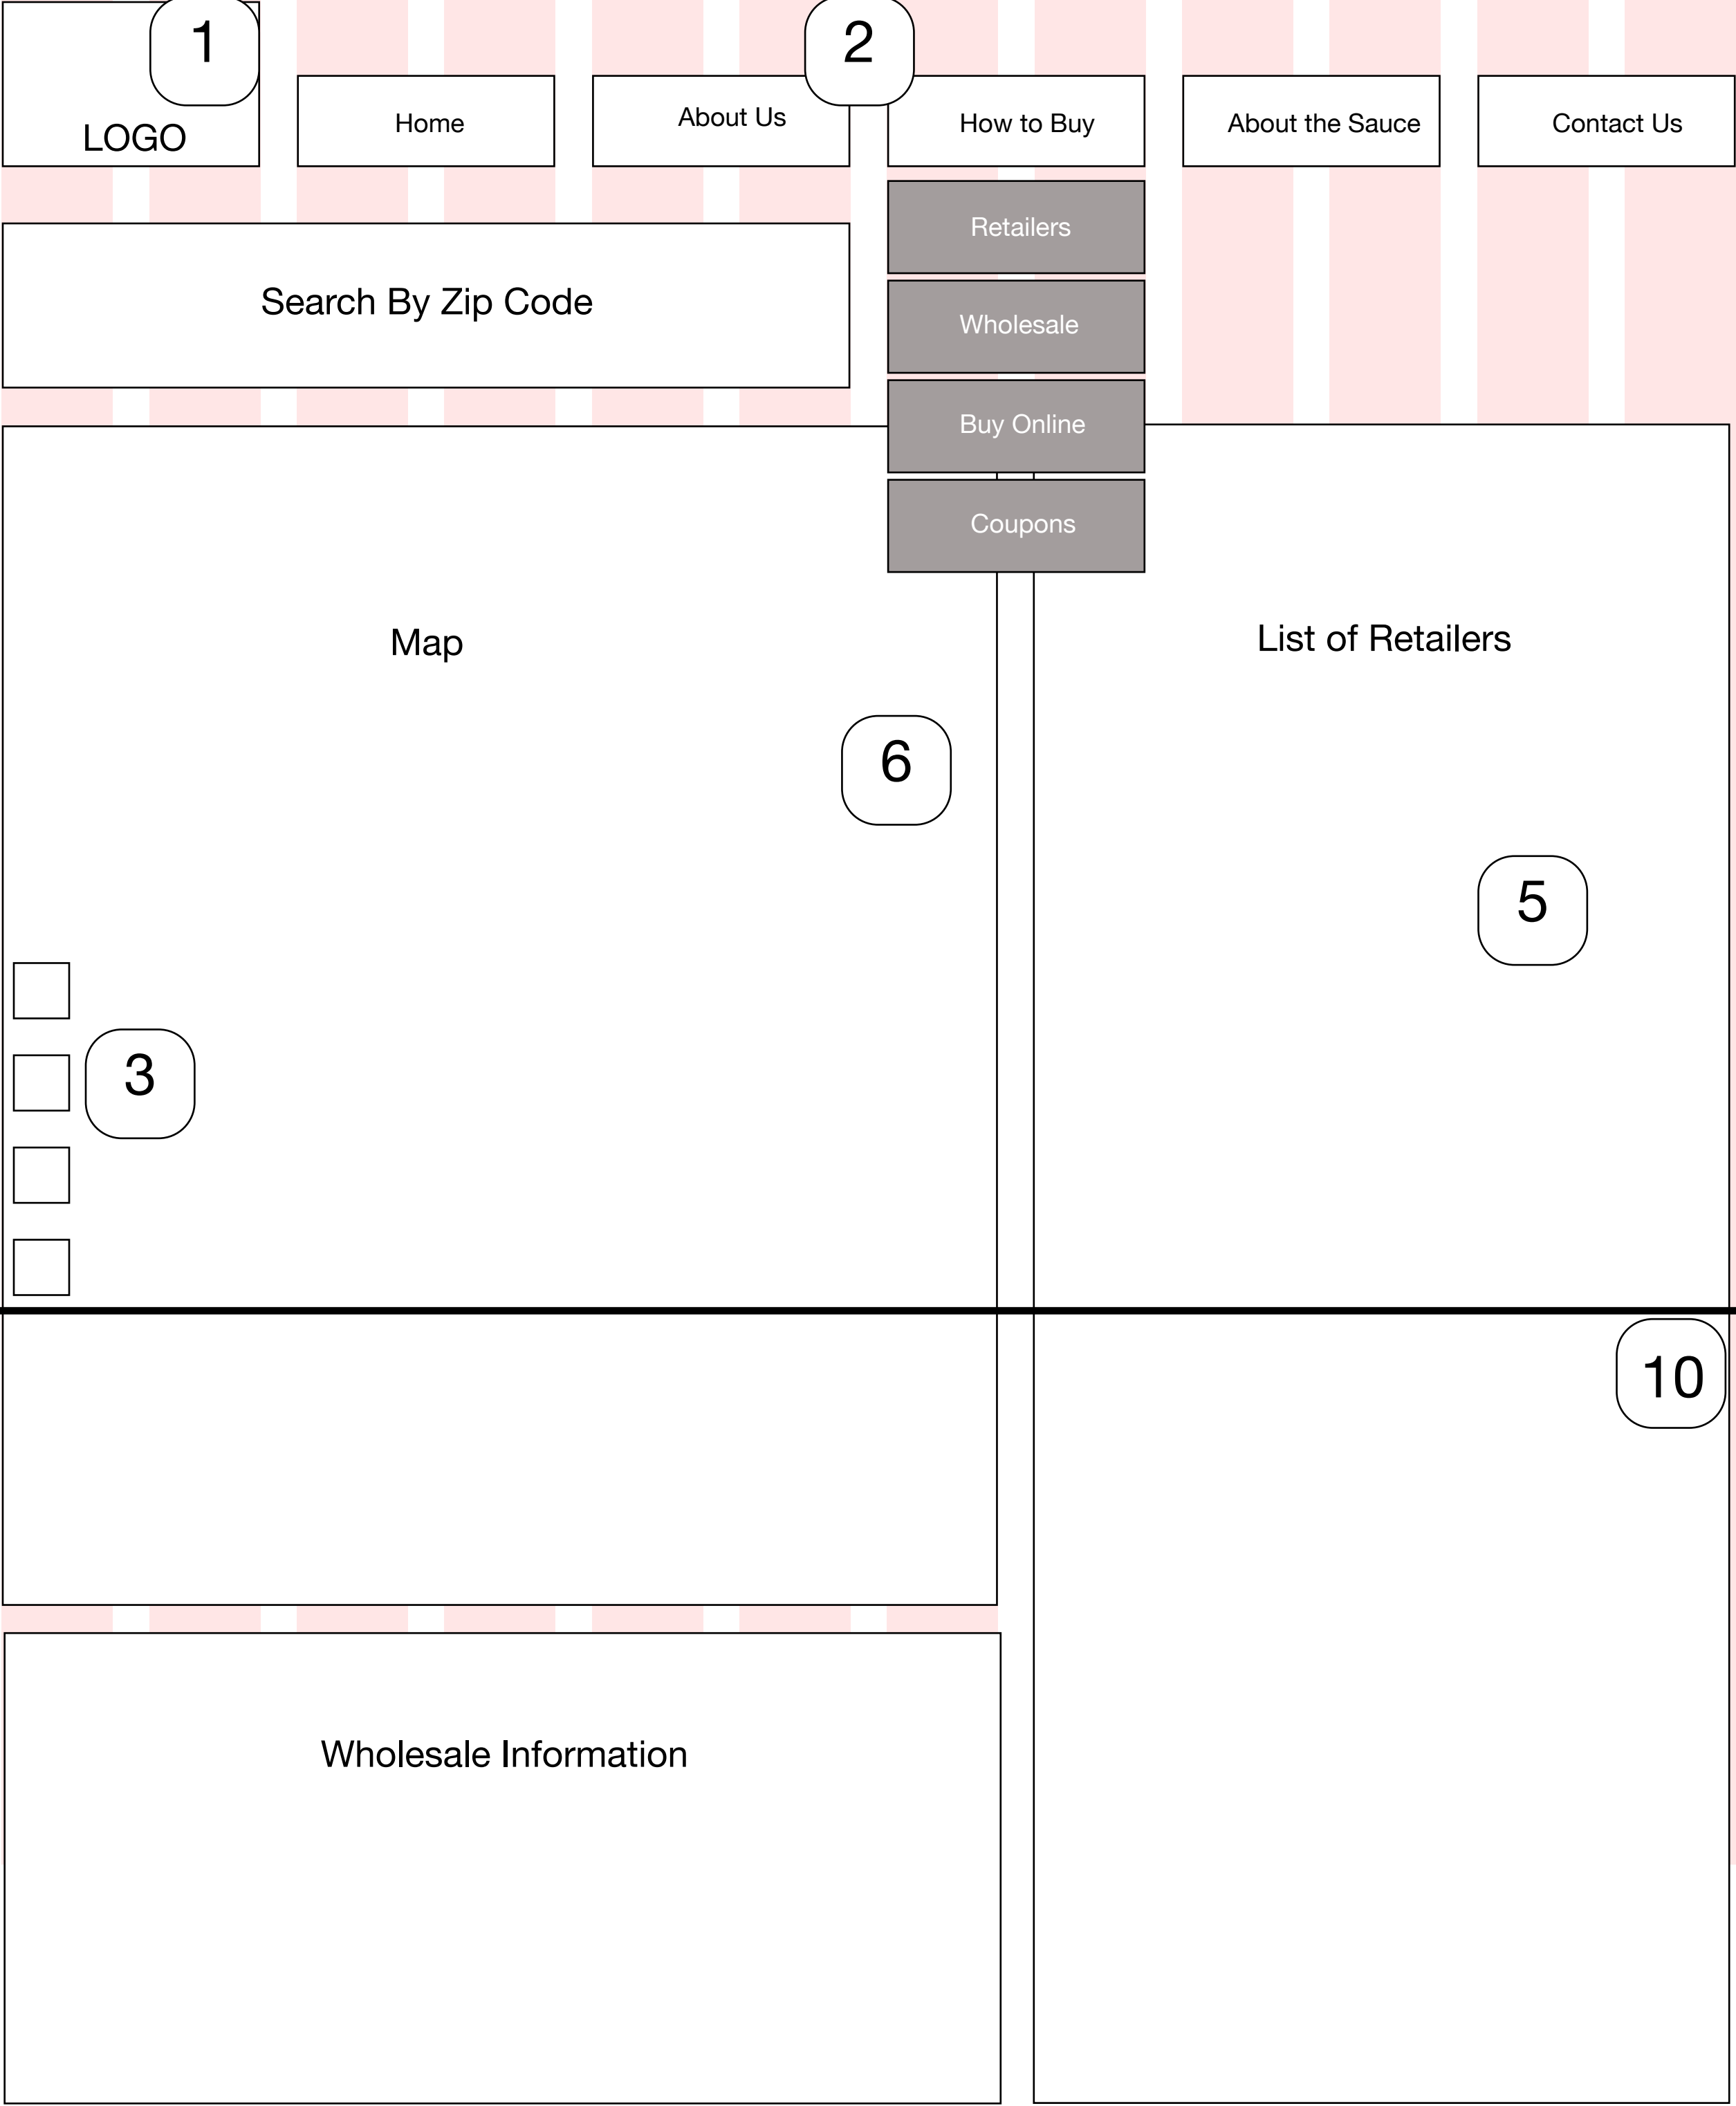 1
2
LOGO
Home
About Us
How to Buy
About the Sauce
Contact Us
Retailers
Search By Zip Code
Wholesale
Buy Online
Coupons
Map
List of Retailers
6
5
3
10
Wholesale Information